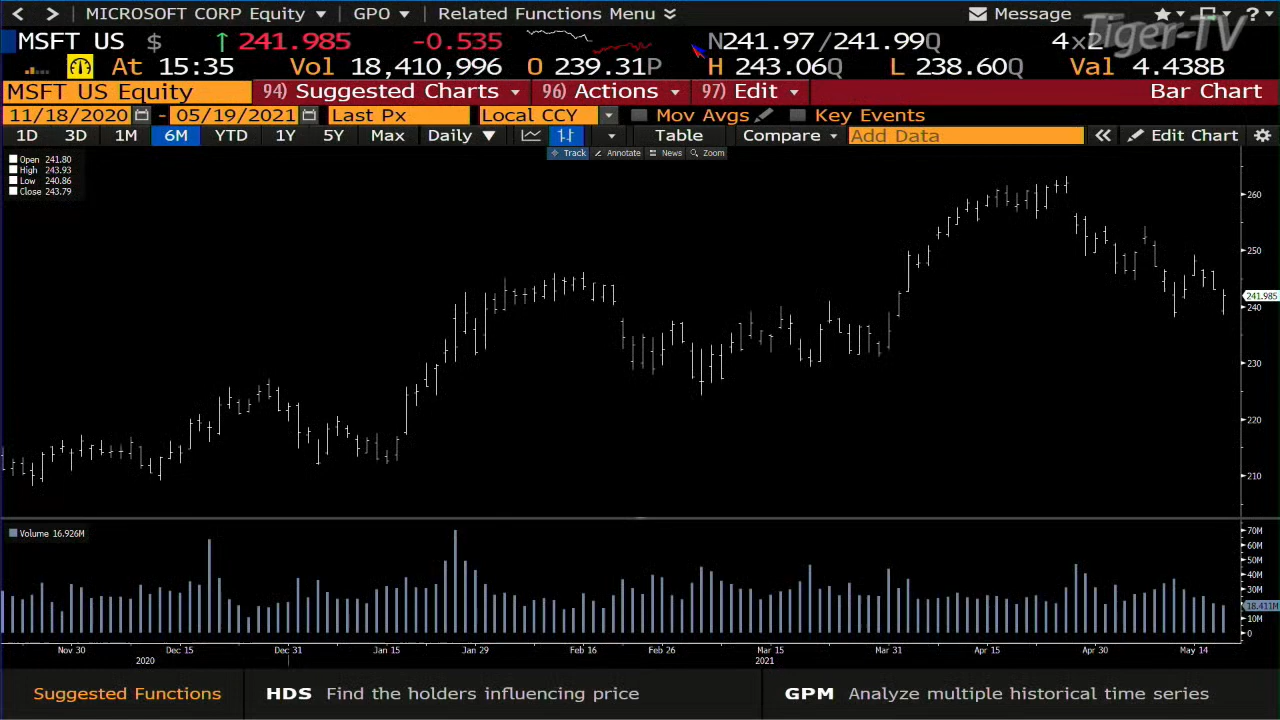 MICROSOFT CORP Equity GPO Related Functions Menu Message ?
MSFT US $ ↑ 241.985 -0.535 N241.97/241.99Q 4×2 Tiger-TV
At 15:35 Vol 18,410,996 O 239.31P H 243.06Q L 238.60Q Val 4.438B
MSFT US Equity 94) Suggested Charts 96) Actions 97) Edit Bar Chart
11/18/2020 - 05/19/2021 Last Px Local CCY Mov Avgs Key Events
1D 3D 1M 6M YTD 1Y 5Y Max Daily ▼ Table Compare Add Data « Edit Chart
Track Annotate News Zoom
Open 241.80
High 243.93
Low 240.86
Close 243.79
260
250
241.985
240
230
220
210
Volume 16.926M
70M
60M
50M
40M
30M
18.411M
10M
0
Nov 30 Dec 15 Dec 31 Jan 15 Jan 29 Feb 16 Feb 26 Mar 15 Mar 31 Apr 15 Apr 30 May 14
2020 2021
Suggested Functions HDS Find the holders influencing price GPM Analyze multiple historical time series